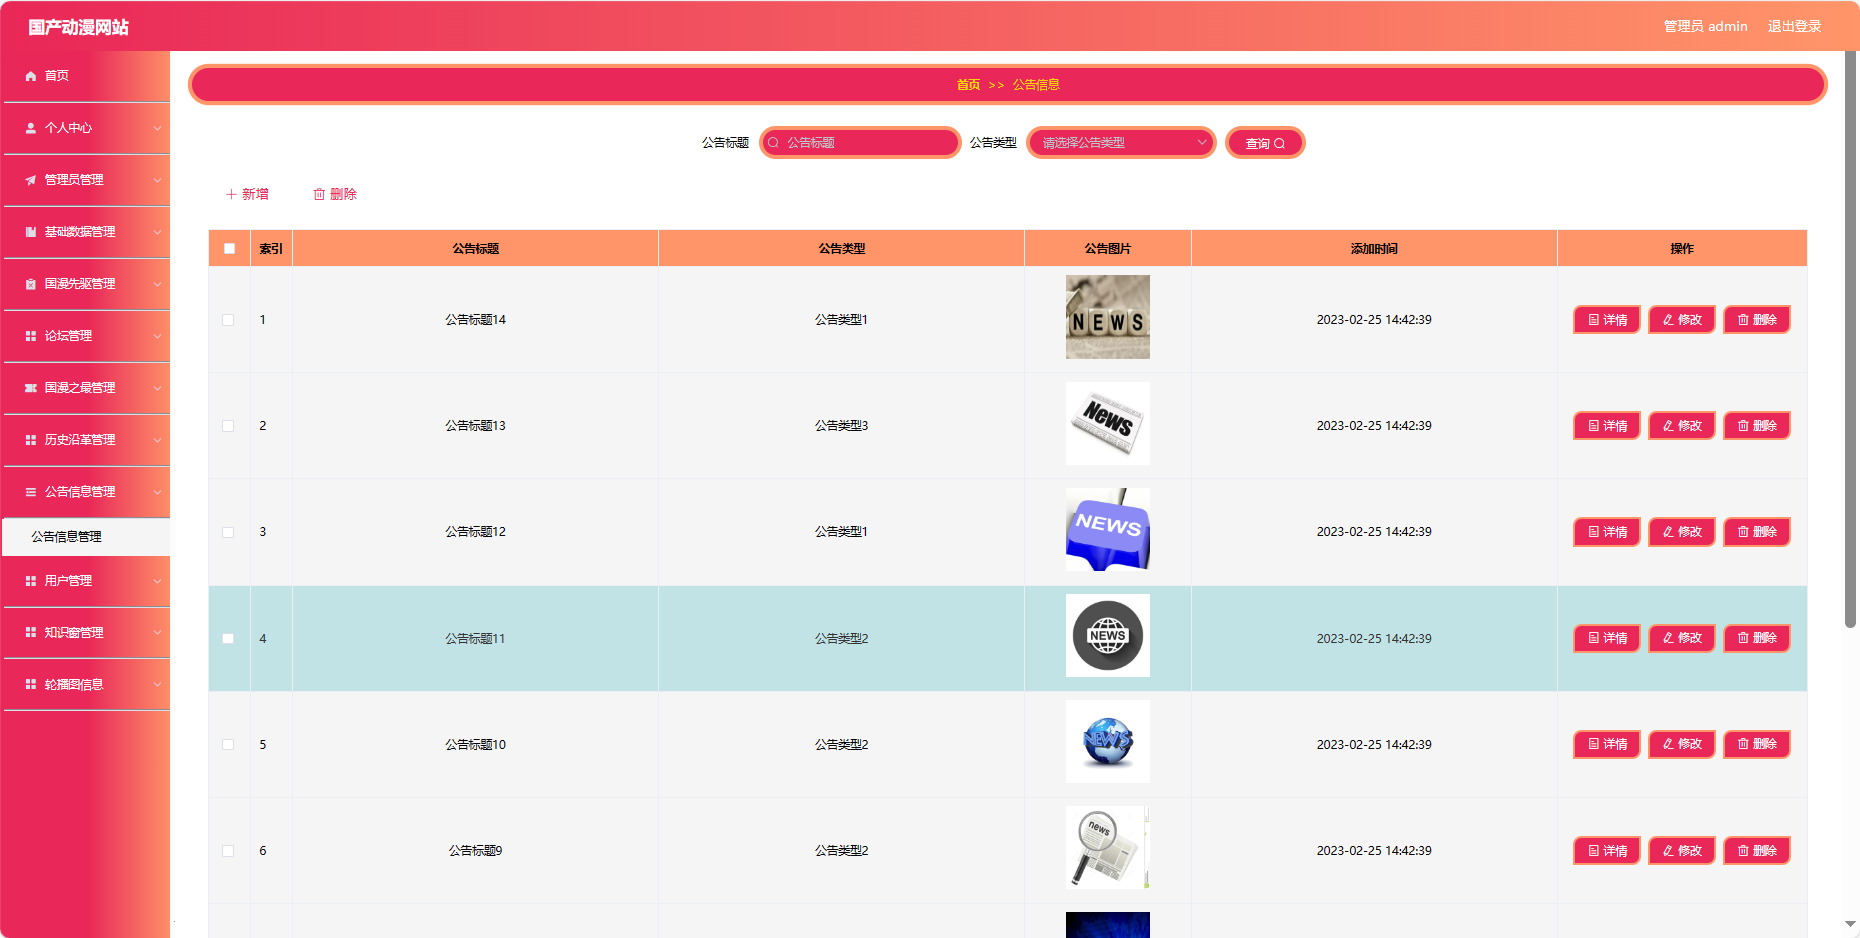 国产动漫网站
管理员 admin 退出登录
首页
个人中心
管理员管理
基础数据管理
国漫先驱管理
论坛管理
国漫之最管理
历史沿革管理
公告信息管理
公告信息管理
用户管理
知识窗管理
轮播图信息
首页 >> 公告信息
公告标题 公告标题 公告类型 请选择公告类型 查询
新增 删除
索引 公告标题 公告类型 公告图片 添加时间 操作
1 公告标题14 公告类型1 NEWS 2023-02-25 14:42:39 详情 修改 删除
2 公告标题13 公告类型3 News 2023-02-25 14:42:39 详情 修改 删除
3 公告标题12 公告类型1 NEWS 2023-02-25 14:42:39 详情 修改 删除
4 公告标题11 公告类型2 NEWS 2023-02-25 14:42:39 详情 修改 删除
5 公告标题10 公告类型2 NEWS 2023-02-25 14:42:39 详情 修改 删除
6 公告标题9 公告类型2 news 2023-02-25 14:42:39 详情 修改 删除